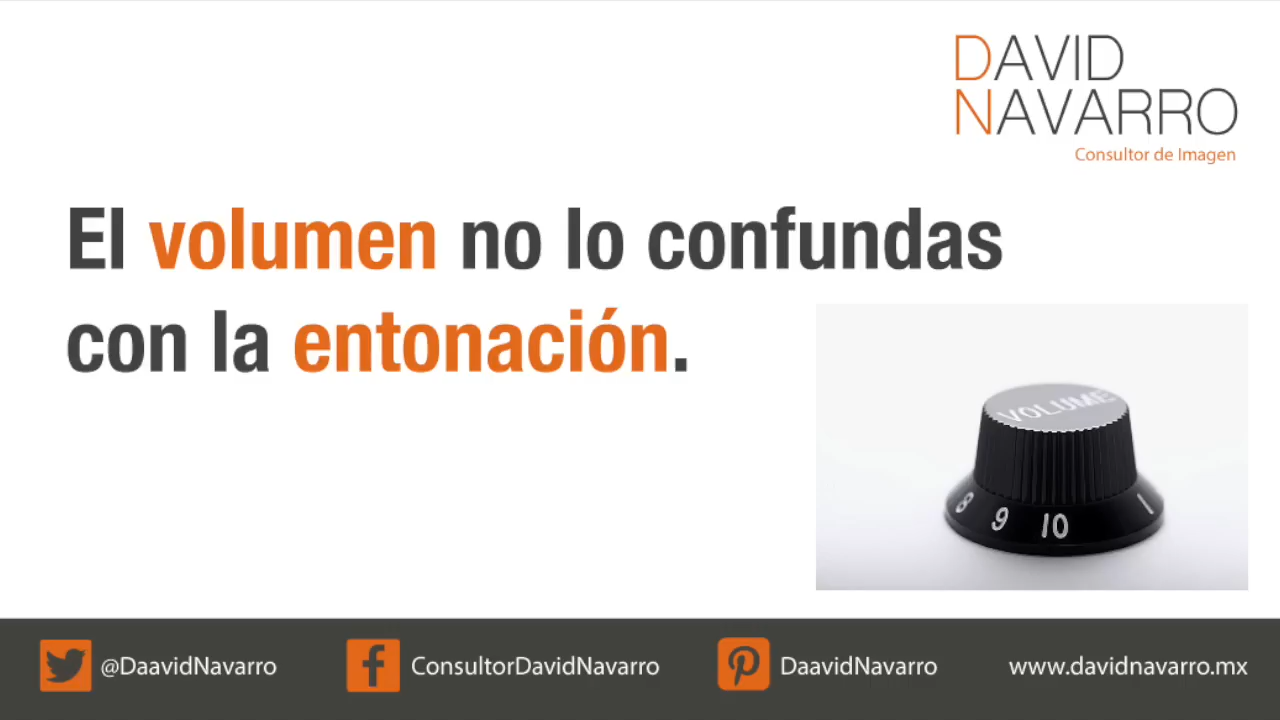 DAVID
NAVARRO
Consultor de Imagen
El volumen no lo confundas
con la entonación.
VOLUME
8 9 10 1
@DaavidNavarro
ConsultorDavidNavarro
DaavidNavarro
www.davidnavarro.mx